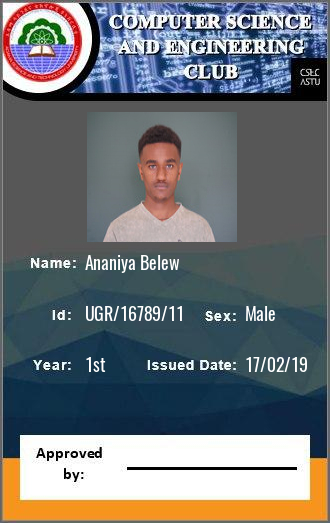 COMPUTER SCIENCE
AND ENGINEERING
CLUB
CSEC
ASTU
Name: Ananiya Belew
Id: UGR/16789/11 Sex: Male
Year: 1st Issued Date: 17/02/19
Approved
by: